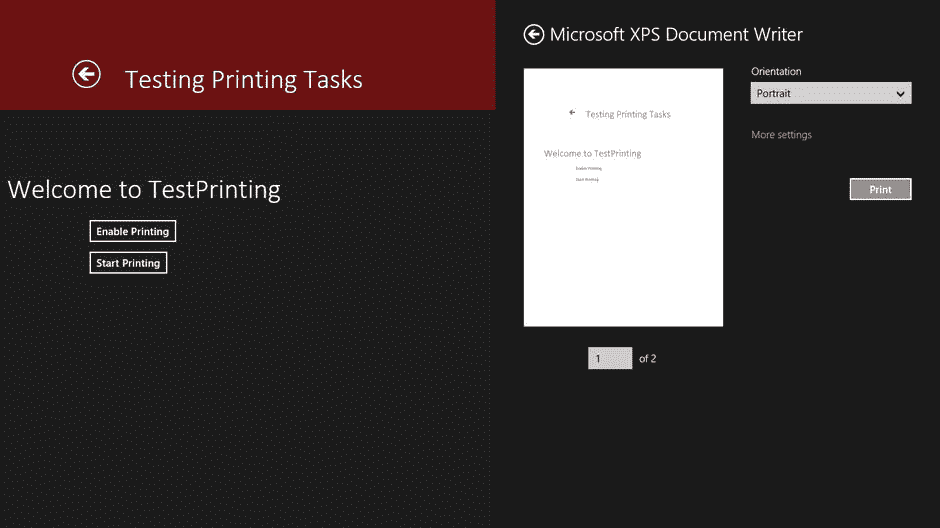 Testing Printing Tasks
Welcome to TestPrinting
Enable Printing
Start Printing
Microsoft XPS Document Writer
Testing Printing Tasks
Welcome to TestPrinting
Enable Printing
Start Printing
1 of 2
Orientation
Portrait
More settings
Print